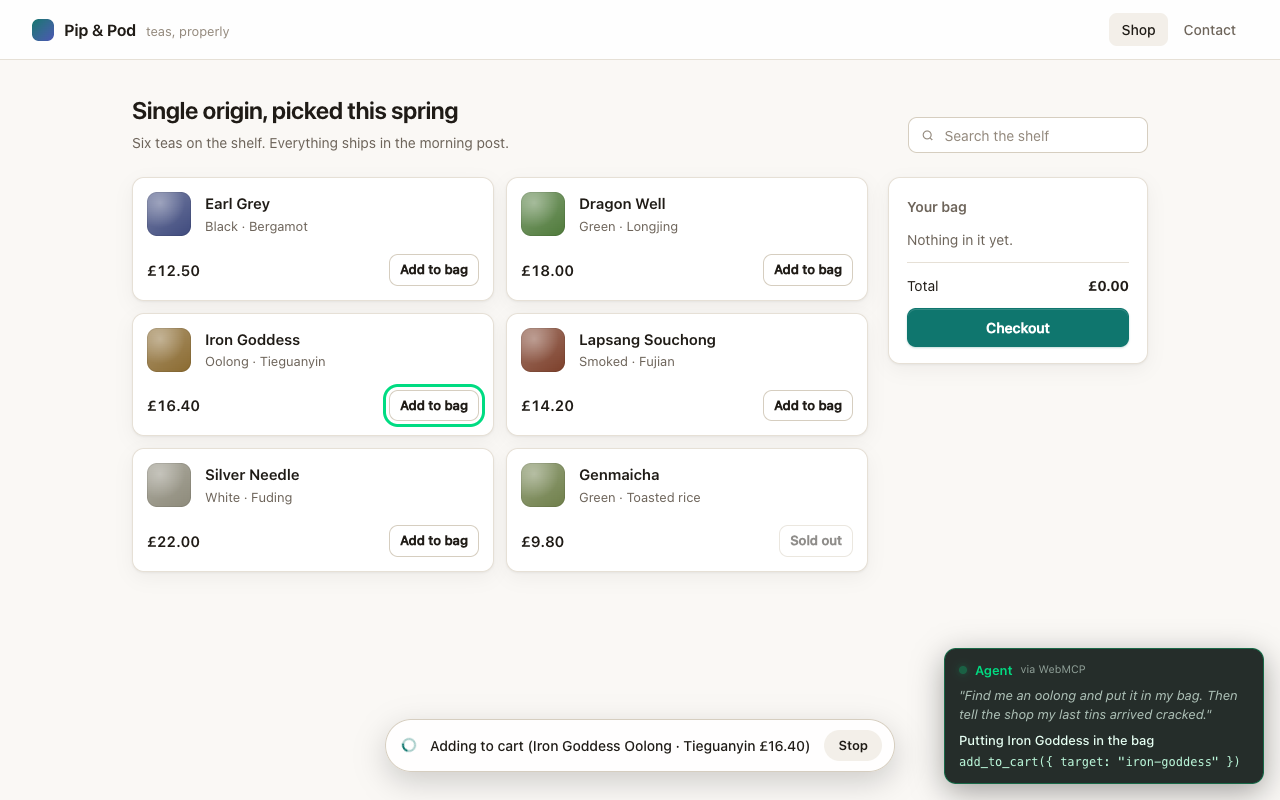 Pip & Pod teas, properly
Shop
Contact
Single origin, picked this spring
Six teas on the shelf. Everything ships in the morning post.
Search the shelf
Earl Grey
Black · Bergamot
£12.50
Add to bag
Dragon Well
Green · Longjing
£18.00
Add to bag
Iron Goddess
Oolong · Tieguanyin
£16.40
Add to bag
Lapsang Souchong
Smoked · Fujian
£14.20
Add to bag
Silver Needle
White · Fuding
£22.00
Add to bag
Genmaicha
Green · Toasted rice
£9.80
Sold out
Your bag
Nothing in it yet.
Total £0.00
Checkout
Adding to cart (Iron Goddess Oolong · Tieguanyin £16.40)
Stop
Agent via WebMCP
"Find me an oolong and put it in my bag. Then
tell the shop my last tins arrived cracked."
Putting Iron Goddess in the bag
add_to_cart({ target: "iron-goddess" })